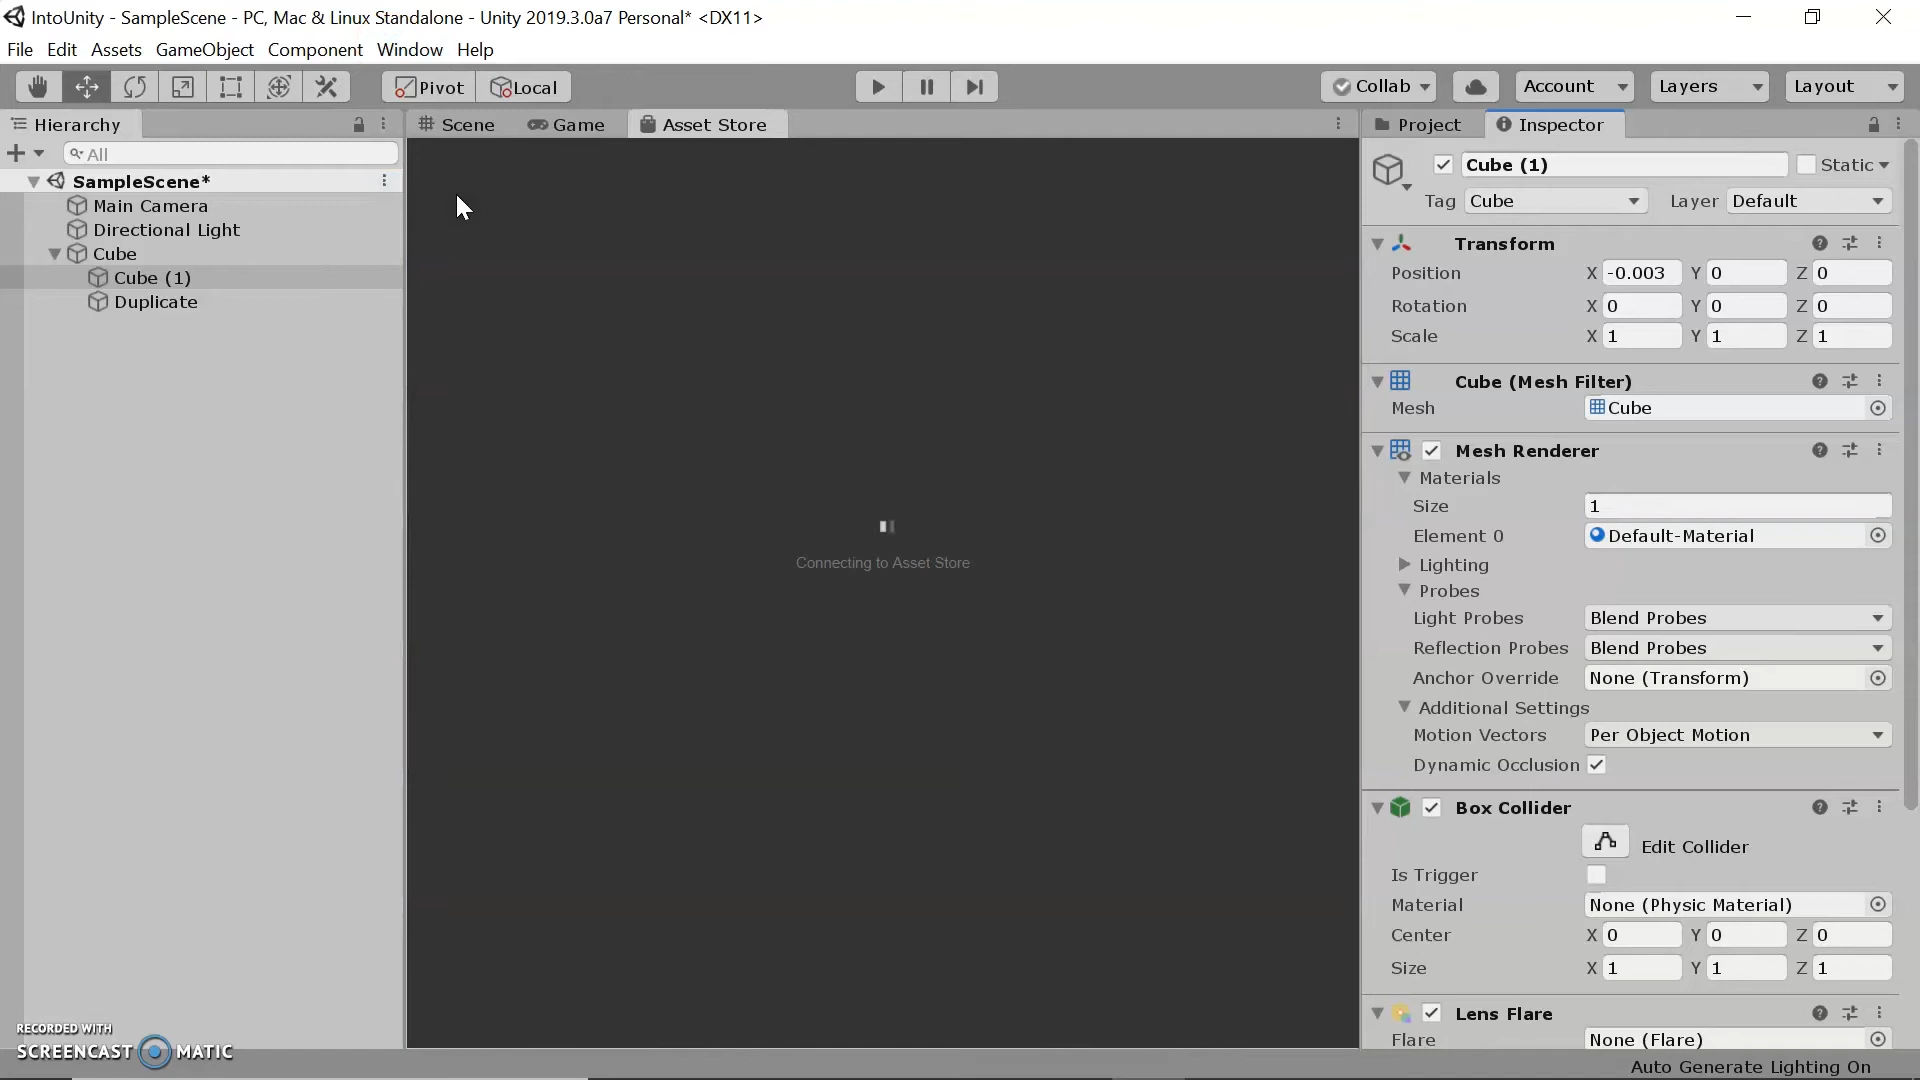 IntoUnity - SampleScene - PC, Mac & Linux Standalone - Unity 2019.3.0a7 Personal* <DX11>
File Edit Assets GameObject Component Window Help
Pivot Local Collab Account Layers Layout
Hierarchy Scene Game Asset Store Project Inspector
All
SampleScene*
Main Camera
Directional Light
Cube
Cube (1)
Duplicate
Connecting to Asset Store
Cube (1) Static
Tag Cube Layer Default
Transform
Position X -0.003 Y 0 Z 0
Rotation X 0 Y 0 Z 0
Scale X 1 Y 1 Z 1
Cube (Mesh Filter)
Mesh Cube
Mesh Renderer
Materials
Size 1
Element 0 Default-Material
Lighting
Probes
Light Probes Blend Probes
Reflection Probes Blend Probes
Anchor Override None (Transform)
Additional Settings
Motion Vectors Per Object Motion
Dynamic Occlusion
Box Collider
Edit Collider
Is Trigger
Material None (Physic Material)
Center X 0 Y 0 Z 0
Size X 1 Y 1 Z 1
Lens Flare
Flare None (Flare)
RECORDED WITH
SCREENCAST MATIC
Auto Generate Lighting On